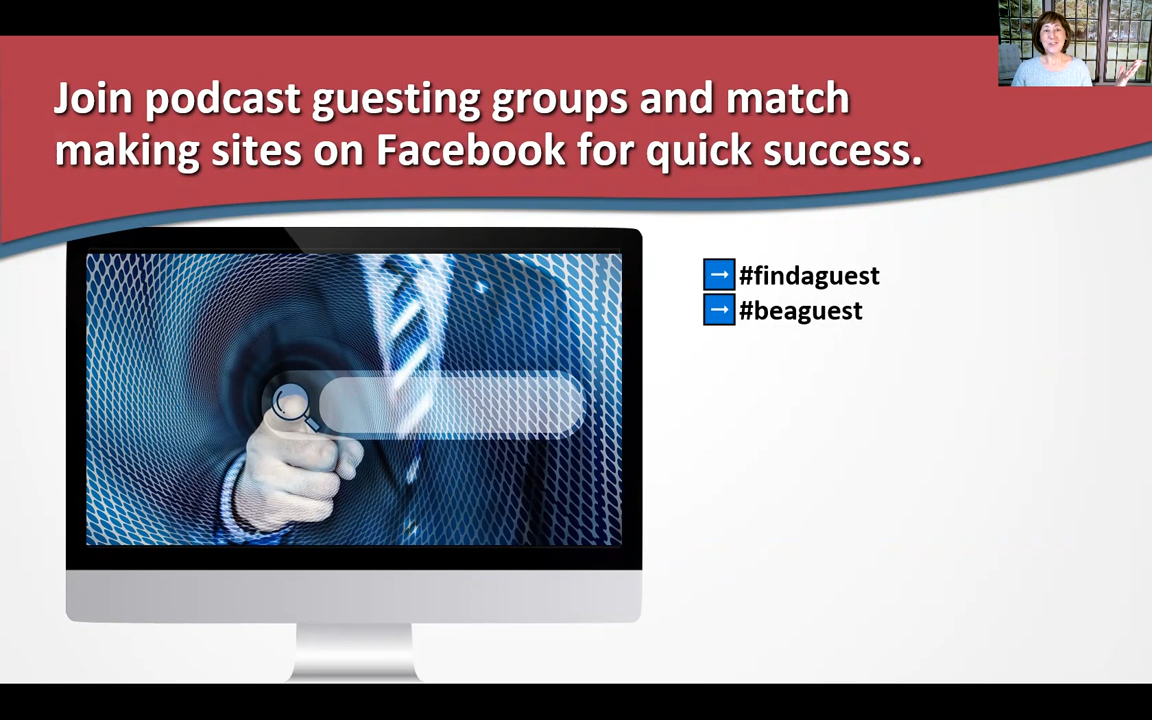 Join podcast guesting groups and match
making sites on Facebook for quick success.
#findaguest
#beaguest